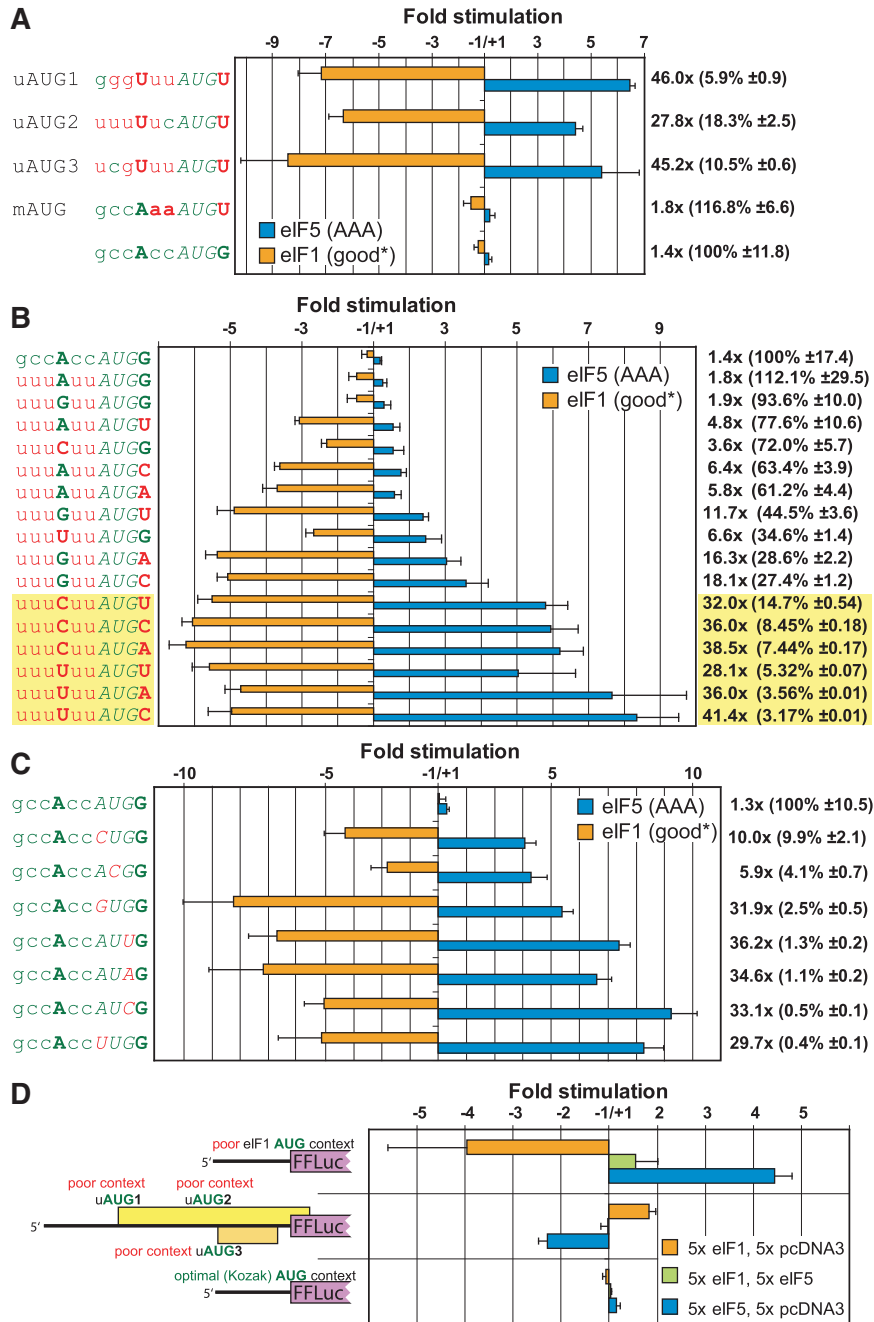 A
Fold stimulation
-9 -7 -5 -3 -1/+1 3 5 7
uAUG1 gggUuuAUGU 46.0x (5.9% ±0.9)
uAUG2 uuuUucAUGU 27.8x (18.3% ±2.5)
uAUG3 ucgUuuAUGU 45.2x (10.5% ±0.6)
mAUG gccAaaAUGU 1.8x (116.8% ±6.6)
gccAccAUGG 1.4x (100% ±11.8)
eIF5 (AAA)
eIF1 (good*)
B
Fold stimulation
-5 -3 -1/+1 3 5 7 9
gccAccAUGG 1.4x (100% ±17.4)
uuuAuuAUGG 1.8x (112.1% ±29.5)
uuuGuuAUGG 1.9x (93.6% ±10.0)
uuuAuuAUGU 4.8x (77.6% ±10.6)
uuuCuuAUGG 3.6x (72.0% ±5.7)
uuuAuuAUGC 6.4x (63.4% ±3.9)
uuuAuuAUGA 5.8x (61.2% ±4.4)
uuuGuuAUGU 11.7x (44.5% ±3.6)
uuuUuuAUGG 6.6x (34.6% ±1.4)
uuuGuuAUGA 16.3x (28.6% ±2.2)
uuuGuuAUGC 18.1x (27.4% ±1.2)
uuuCuuAUGU 32.0x (14.7% ±0.54)
uuuCuuAUGC 36.0x (8.45% ±0.18)
uuuCuuAUGA 38.5x (7.44% ±0.17)
uuuUuuAUGU 28.1x (5.32% ±0.07)
uuuUuuAUGA 36.0x (3.56% ±0.01)
uuuUuuAUGC 41.4x (3.17% ±0.01)
eIF5 (AAA)
eIF1 (good*)
C
Fold stimulation
-10 -5 -1/+1 5 10
gccAccAUGG 1.3x (100% ±10.5)
gccAccCUGG 10.0x (9.9% ±2.1)
gccAccACGG 5.9x (4.1% ±0.7)
gccAccGUGG 31.9x (2.5% ±0.5)
gccAccAUUG 36.2x (1.3% ±0.2)
gccAccAUAG 34.6x (1.1% ±0.2)
gccAccAUCG 33.1x (0.5% ±0.1)
gccAccUUGG 29.7x (0.4% ±0.1)
eIF5 (AAA)
eIF1 (good*)
D
Fold stimulation
-5 -4 -3 -2 -1/+1 2 3 4 5
poor eIF1 AUG context
5' FFLuc
poor context poor context
uAUG1 uAUG2
5' FFLuc
poor context uAUG3
optimal (Kozak) AUG context
5' FFLuc
5x eIF1, 5x pcDNA3
5x eIF1, 5x eIF5
5x eIF5, 5x pcDNA3